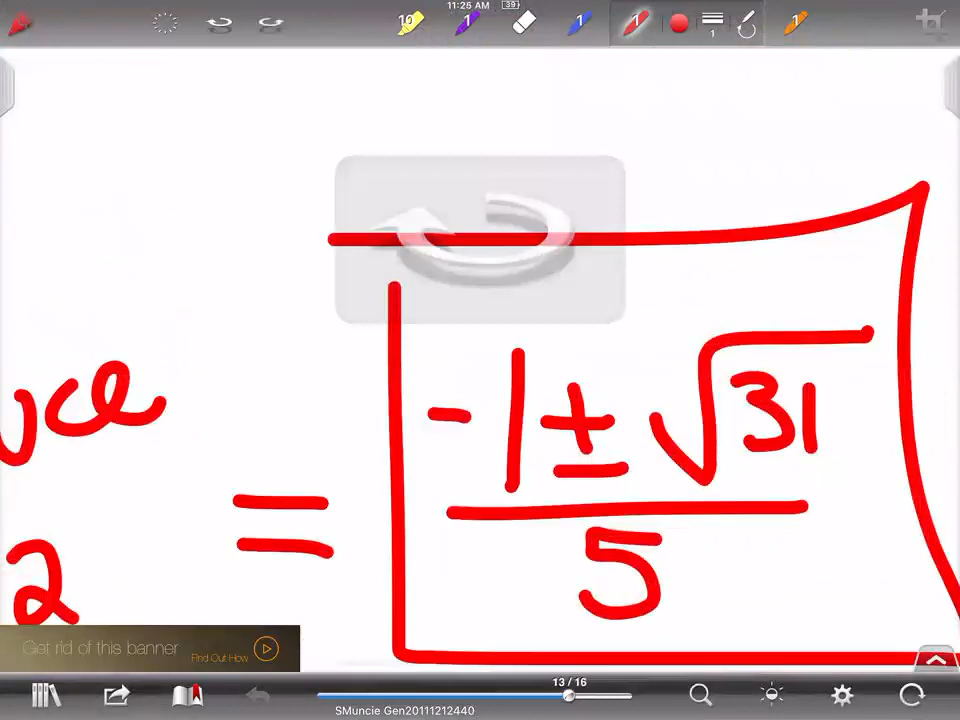 11:25 AM
39
10 1 1 1 1 1
= -1 ± √31
5
2
Get rid of this banner
Find Out How
13 / 16
SMuncie Gen20111212440